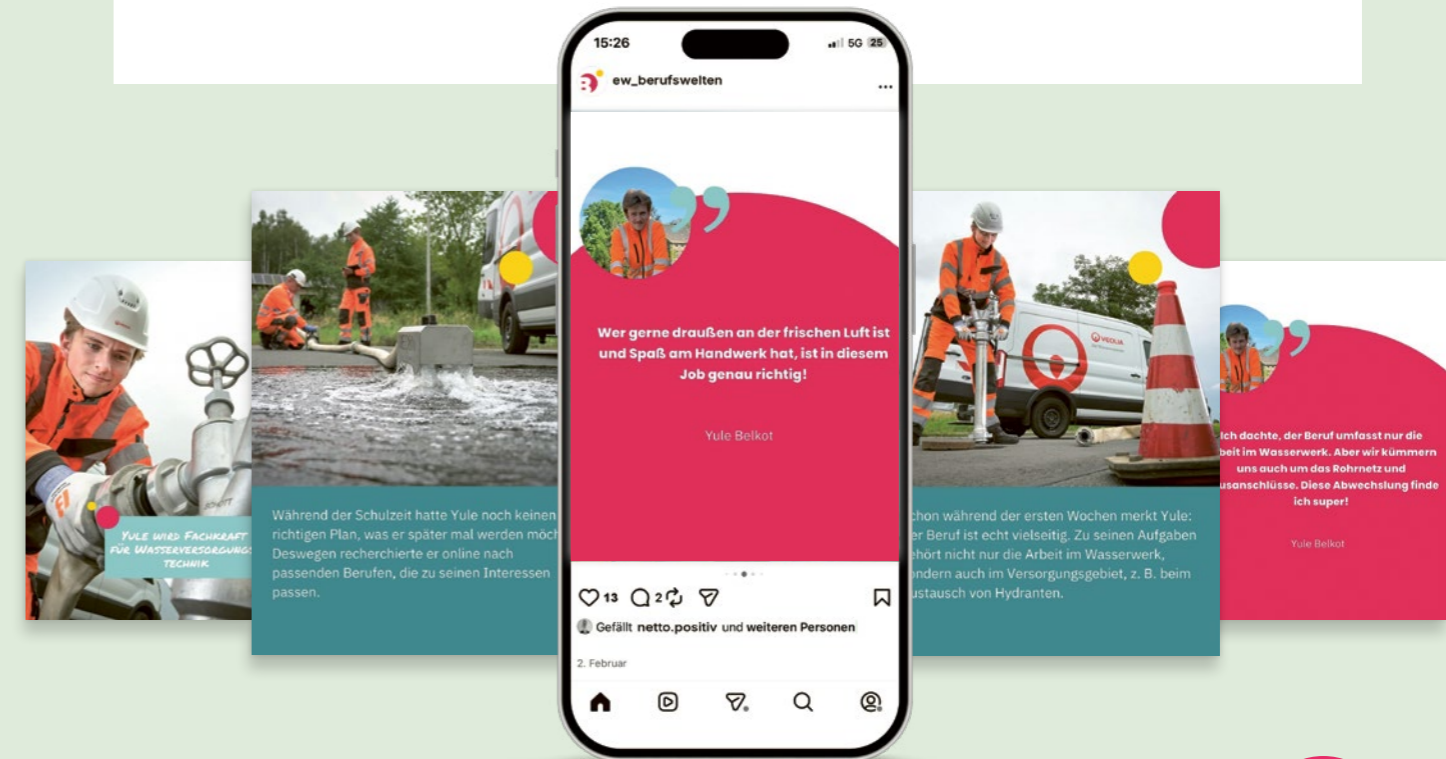 15:26
5G 25
ew_berufswelten
Wer gerne draußen an der frischen Luft ist
und Spaß am Handwerk hat, ist in diesem
Job genau richtig!
Yule Belkot
13 2
Gefällt netto.positiv und weiteren Personen
2. Februar
YULE WIRD FACHKRAFT
FÜR WASSERVERSORGUNGS
TECHNIK
Während der Schulzeit hatte Yule noch keinen
richtigen Plan, was er später mal werden möch
Deswegen recherchierte er online nach
passenden Berufen, die zu seinen Interessen
passen.
VEOLIA
chon während der ersten Wochen merkt Yule:
er Beruf ist echt vielseitig. Zu seinen Aufgaben
ehört nicht nur die Arbeit im Wasserwerk,
ondern auch im Versorgungsgebiet, z. B. beim
ustausch von Hydranten.
Ich dachte, der Beruf umfasst nur die
beit im Wasserwerk. Aber wir kümmern
uns auch um das Rohrnetz und
usanschlüsse. Diese Abwechslung finde
ich super!
Yule Belkot